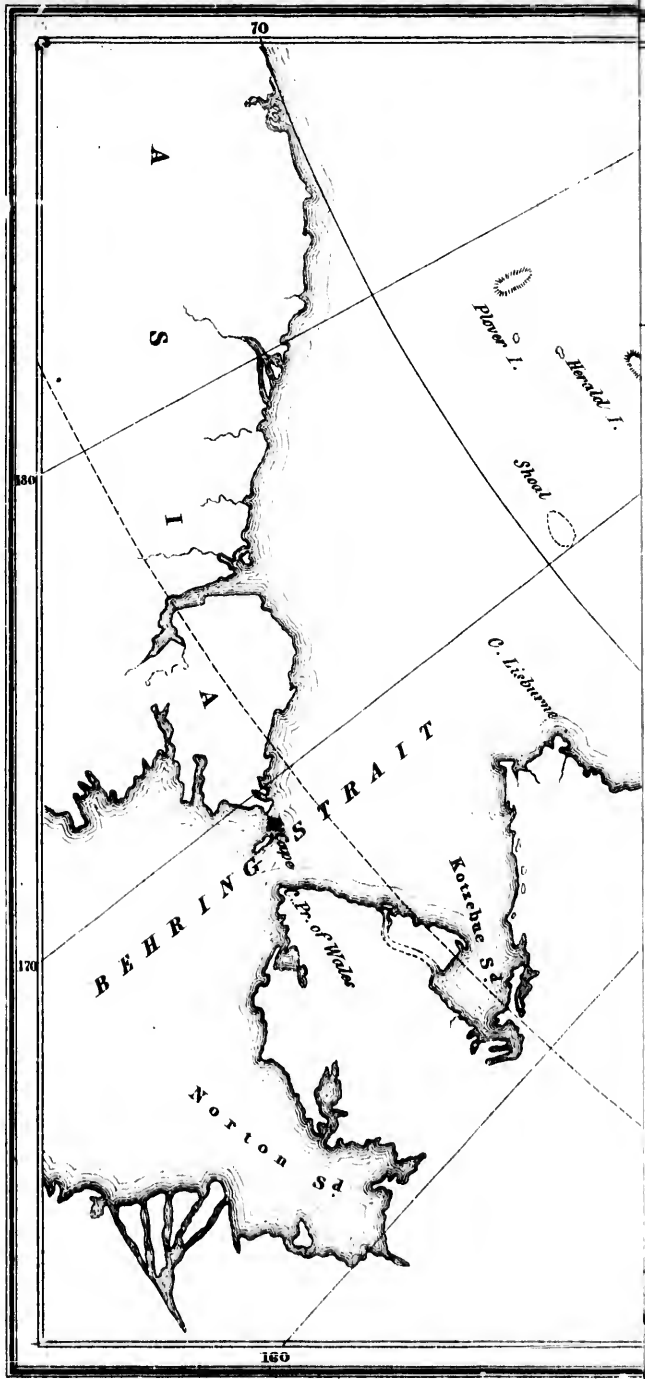 70
A S I A
Plover I.
Herald I.
Shoal
180
C. Lisburne
BEHRING STRAIT
Cape
Pr. of Wales
Kotzebue Sd.
170
Norton Sd.
160